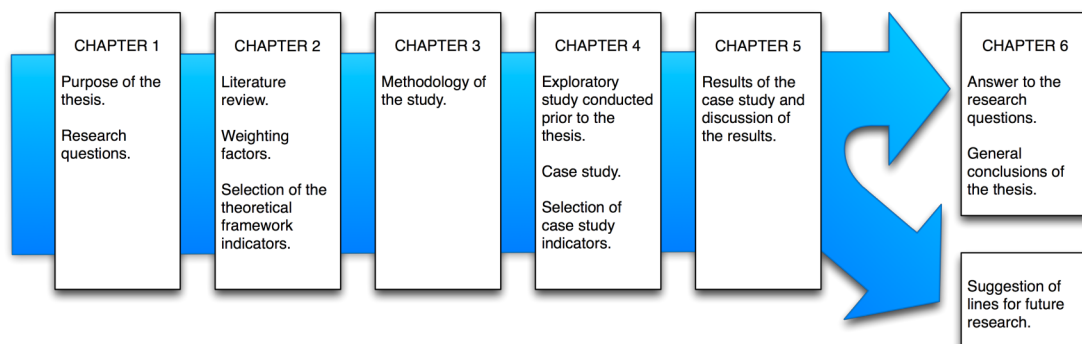 CHAPTER 1
Purpose of the
thesis.
Research
questions.
CHAPTER 2
Literature
review.
Weighting
factors.
Selection of the
theoretical
framework
indicators.
CHAPTER 3
Methodology of
the study.
CHAPTER 4
Exploratory
study conducted
prior to the
thesis.
Case study.
Selection of
case study
indicators.
CHAPTER 5
Results of the
case study and
discussion of
the results.
CHAPTER 6
Answer to the
research
questions.
General
conclusions of
the thesis.
Suggestion of
lines for future
research.